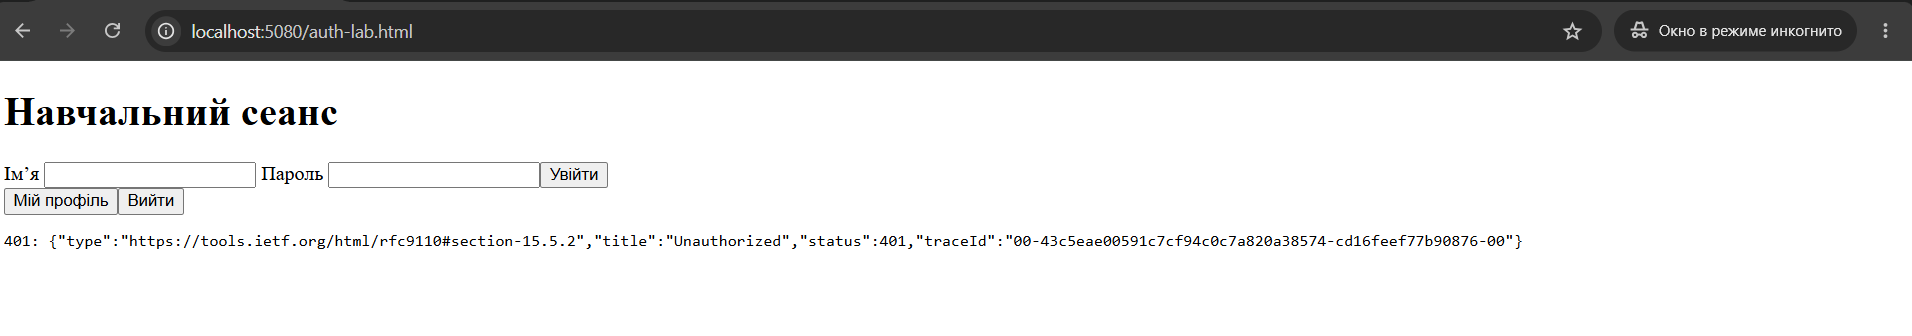 localhost:5080/auth-lab.html Окно в режиме инкогнито
Навчальний сеанс
Ім’я Пароль Увійти
Мій профіль Вийти
401: {"type":"https://tools.ietf.org/html/rfc9110#section-15.5.2","title":"Unauthorized","status":401,"traceId":"00-43c5eae00591c7cf94c0c7a820a38574-cd16feef77b90876-00"}